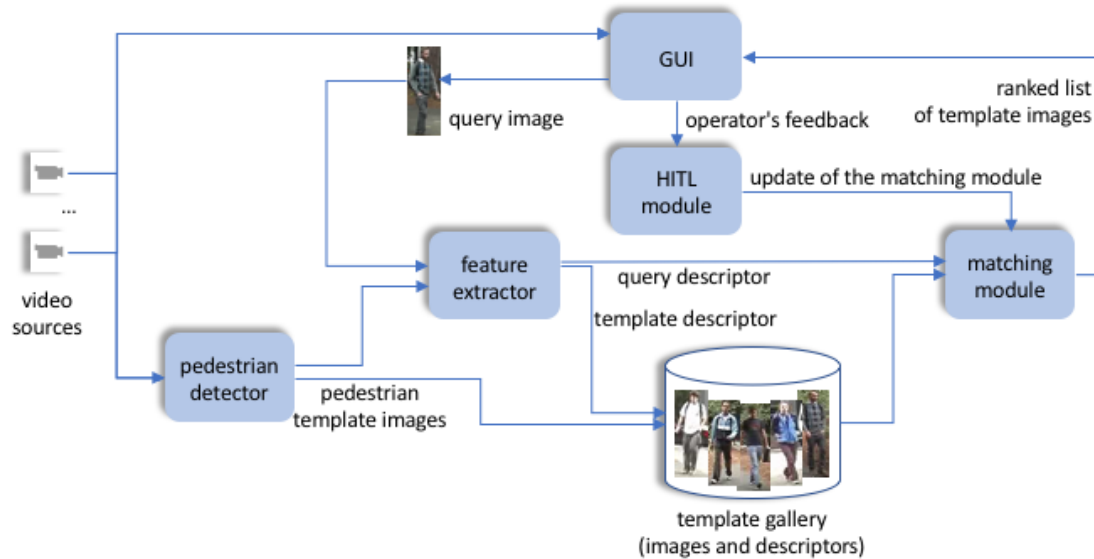 GUI
ranked list
of template images
query image
operator's feedback
HITL
module
update of the matching module
...
video
sources
feature
extractor
query descriptor
matching
module
template descriptor
pedestrian
detector
pedestrian
template images
template gallery
(images and descriptors)